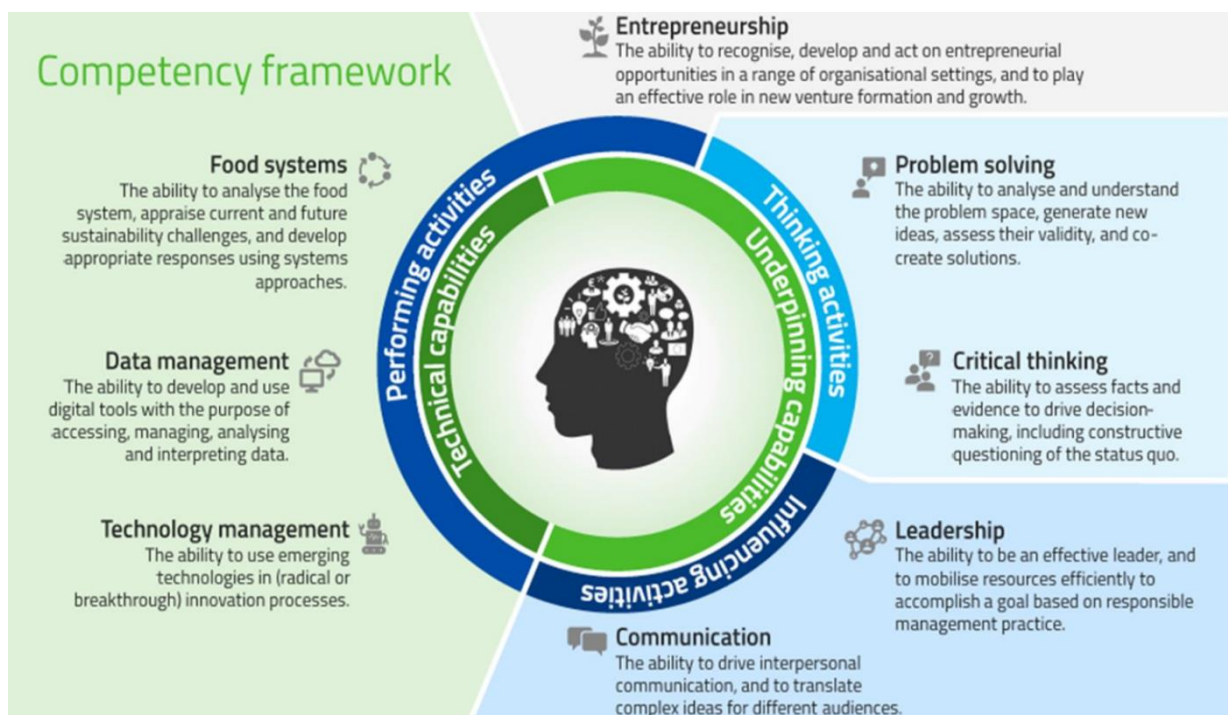 Competency framework
Entrepreneurship
The ability to recognise, develop and act on entrepreneurial
opportunities in a range of organisational settings, and to play
an effective role in new venture formation and growth.
Food systems
The ability to analyse the food
system, appraise current and future
sustainability challenges, and develop
appropriate responses using systems
approaches.
Data management
The ability to develop and use
digital tools with the purpose of
accessing, managing, analysing
and interpreting data.
Technology management
The ability to use emerging
technologies in (radical or
breakthrough) innovation processes.
Performing activities
Technical capabilities
Thinking activities
Underpinning capabilities
Influencing activities
Problem solving
The ability to analyse and understand
the problem space, generate new
ideas, assess their validity, and co-
create solutions.
Critical thinking
The ability to assess facts and
evidence to drive decision-
making, including constructive
questioning of the status quo.
Leadership
The ability to be an effective leader, and
to mobilise resources efficiently to
accomplish a goal based on responsible
management practice.
Communication
The ability to drive interpersonal
communication, and to translate
complex ideas for different audiences.